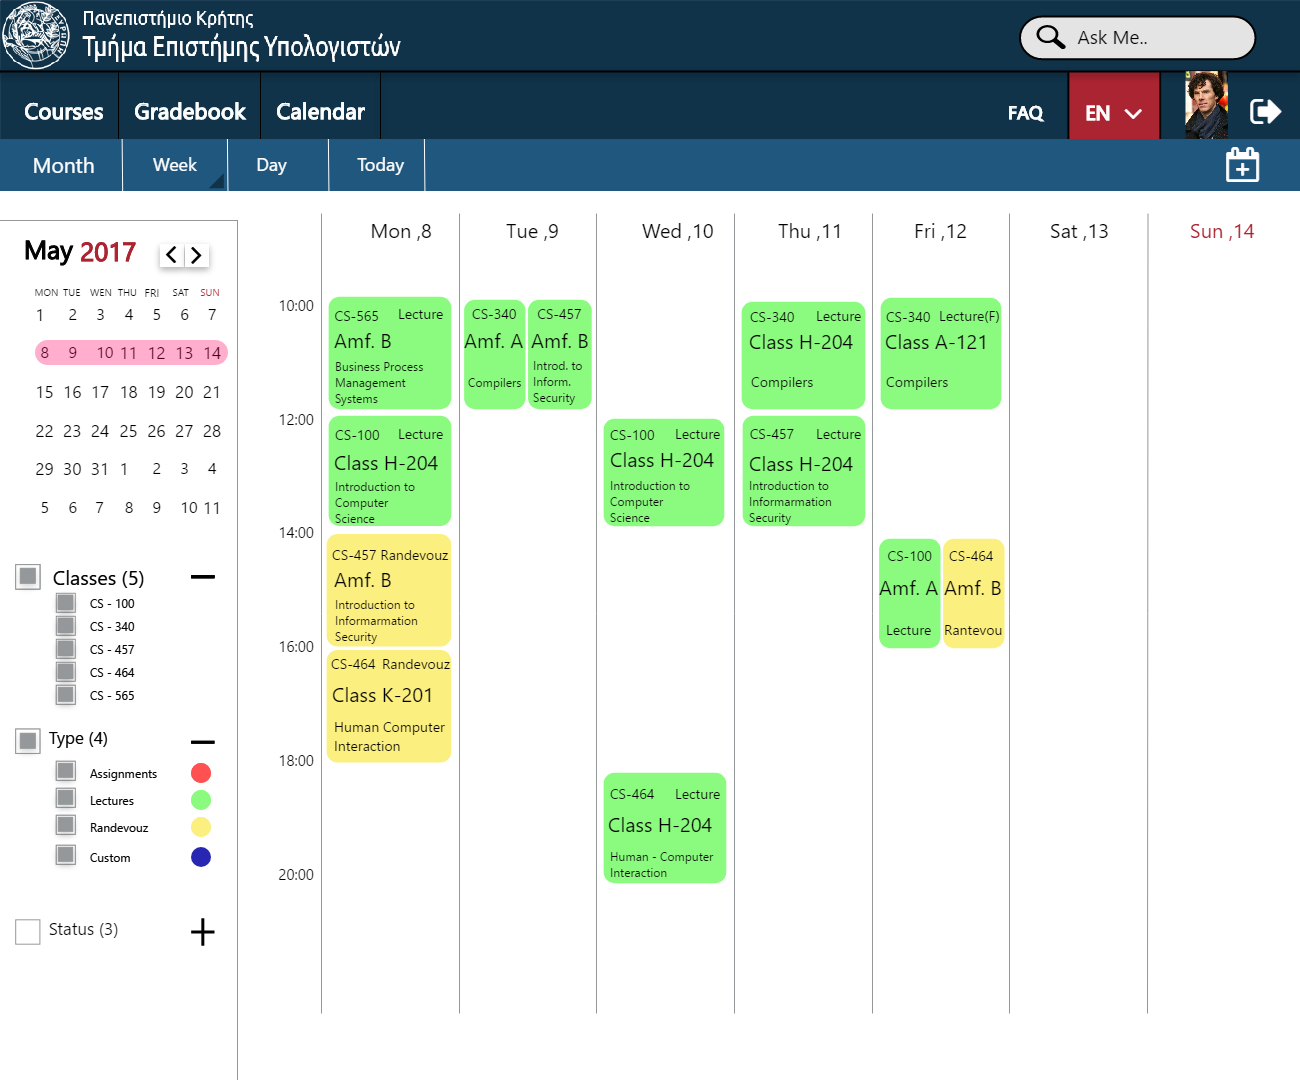 Πανεπιστήμιο Κρήτης
Τμήμα Επιστήμης Υπολογιστών
Ask Me..
Courses Gradebook Calendar FAQ EN
Month Week Day Today
May 2017
MON TUE WEN THU FRI SAT SUN
1 2 3 4 5 6 7
8 9 10 11 12 13 14
15 16 17 18 19 20 21
22 23 24 25 26 27 28
29 30 31 1 2 3 4
5 6 7 8 9 10 11
Classes (5)
CS - 100
CS - 340
CS - 457
CS - 464
CS - 565
Type (4)
Assignments
Lectures
Randevouz
Custom
Status (3)
Mon ,8 Tue ,9 Wed ,10 Thu ,11 Fri ,12 Sat ,13 Sun ,14
10:00
12:00
14:00
16:00
18:00
20:00
CS-565 Lecture
Amf. B
Business Process
Management
Systems
CS-100 Lecture
Class H-204
Introduction to
Computer
Science
CS-457 Randevouz
Amf. B
Introduction to
Informarmation
Security
CS-464 Randevouz
Class K-201
Human Computer
Interaction
CS-340
Amf. A
Compilers
CS-457
Amf. B
Introd. to
Inform.
Security
CS-100 Lecture
Class H-204
Introduction to
Computer
Science
CS-464 Lecture
Class H-204
Human - Computer
Interaction
CS-340 Lecture
Class H-204
Compilers
CS-457 Lecture
Class H-204
Introduction to
Informarmation
Security
CS-340 Lecture(F)
Class A-121
Compilers
CS-100
Amf. A
Lecture
CS-464
Amf. B
Rantevou